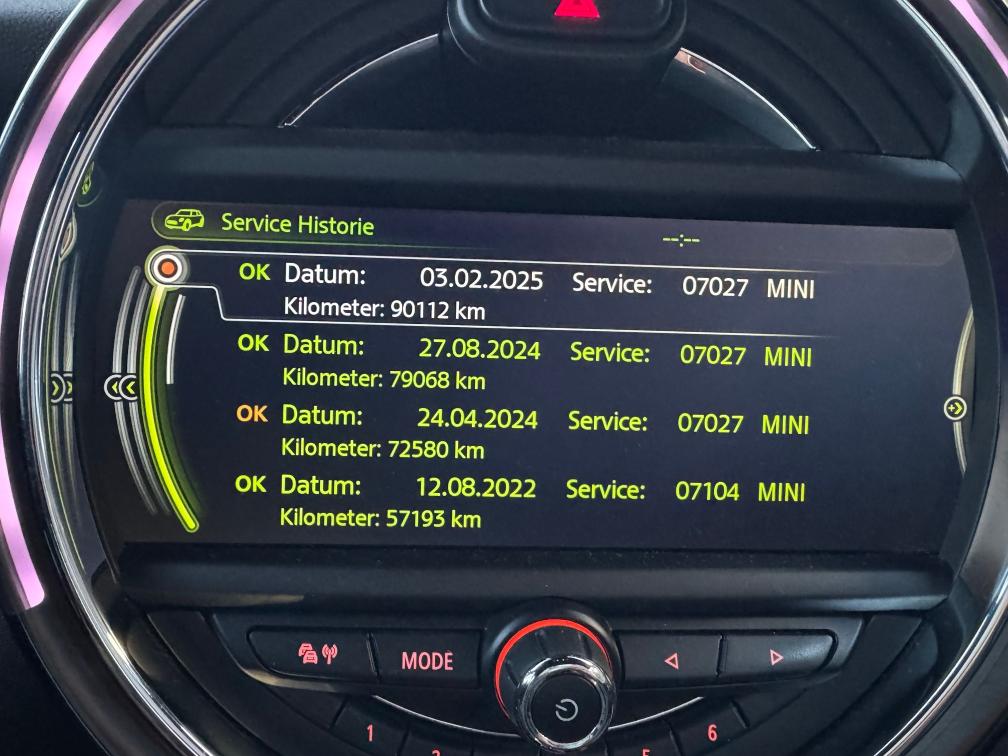 Service Historie
--:--
OK Datum: 03.02.2025 Service: 07027 MINI
Kilometer: 90112 km
OK Datum: 27.08.2024 Service: 07027 MINI
Kilometer: 79068 km
OK Datum: 24.04.2024 Service: 07027 MINI
Kilometer: 72580 km
OK Datum: 12.08.2022 Service: 07104 MINI
Kilometer: 57193 km
MODE
1
6